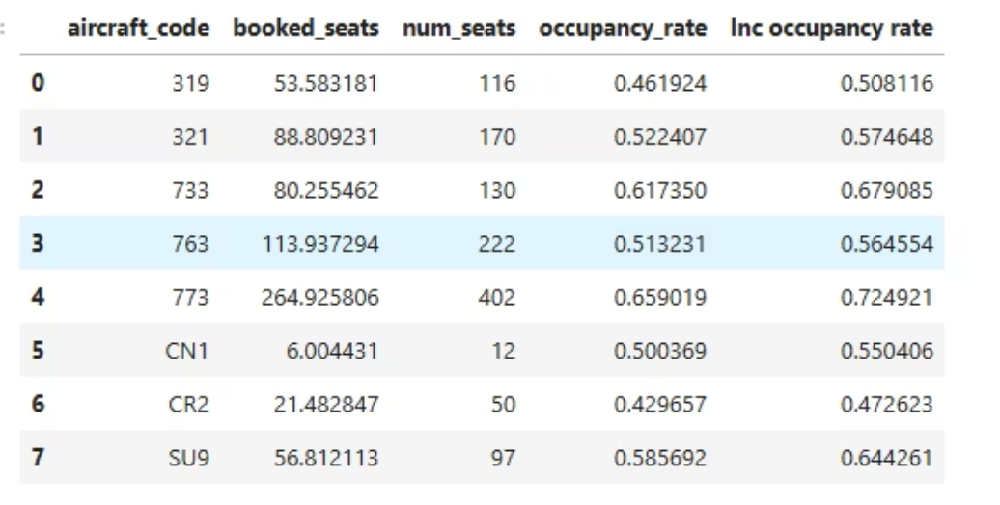 aircraft_code booked_seats num_seats occupancy_rate Inc occupancy rate
0 319 53.583181 116 0.461924 0.508116
1 321 88.809231 170 0.522407 0.574648
2 733 80.255462 130 0.617350 0.679085
3 763 113.937294 222 0.513231 0.564554
4 773 264.925806 402 0.659019 0.724921
5 CN1 6.004431 12 0.500369 0.550406
6 CR2 21.482847 50 0.429657 0.472623
7 SU9 56.812113 97 0.585692 0.644261